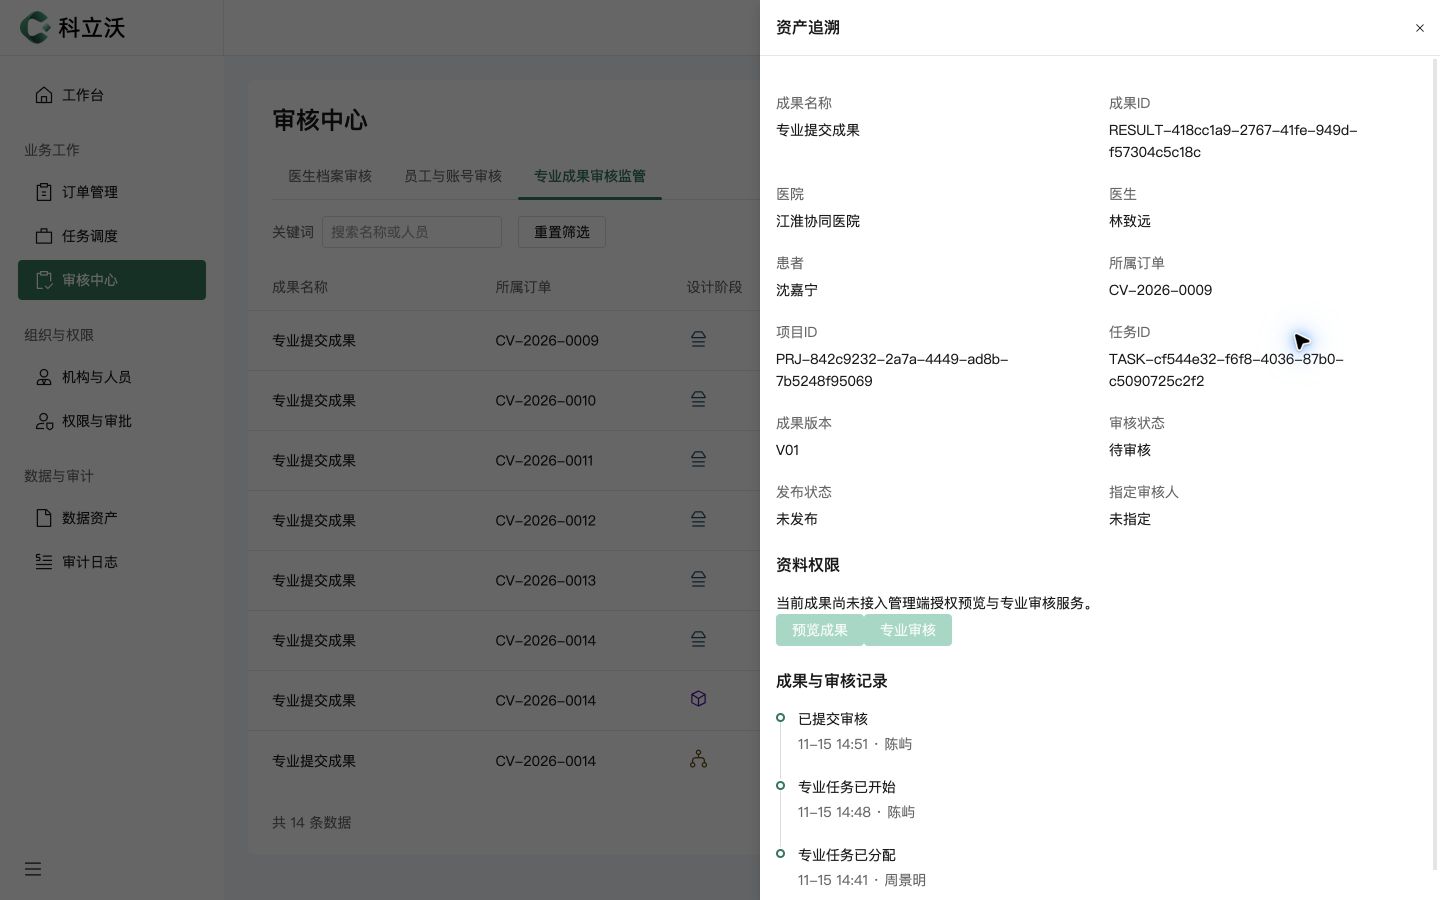 科立沃
工作台
业务工作
订单管理
任务调度
审核中心
组织与权限
机构与人员
权限与审批
数据与审计
数据资产
审计日志
审核中心
医生档案审核 员工与账号审核 专业成果审核监管
关键词 搜索名称或人员 重置筛选
成果名称 所属订单 设计阶段
专业提交成果 CV-2026-0009
专业提交成果 CV-2026-0010
专业提交成果 CV-2026-0011
专业提交成果 CV-2026-0012
专业提交成果 CV-2026-0013
专业提交成果 CV-2026-0014
专业提交成果 CV-2026-0014
专业提交成果 CV-2026-0014
共 14 条数据
资产追溯
成果名称
专业提交成果
成果ID
RESULT-418cc1a9-2767-41fe-949d-
f57304c5c18c
医院
江淮协同医院
医生
林致远
患者
沈嘉宁
所属订单
CV-2026-0009
项目ID
PRJ-842c9232-2a7a-4449-ad8b-
7b5248f95069
任务ID
TASK-cf544e32-f6f8-4036-87b0-
c5090725c2f2
成果版本
V01
审核状态
待审核
发布状态
未发布
指定审核人
未指定
资料权限
当前成果尚未接入管理端授权预览与专业审核服务。
预览成果 专业审核
成果与审核记录
已提交审核
11-15 14:51 · 陈屿
专业任务已开始
11-15 14:48 · 陈屿
专业任务已分配
11-15 14:41 · 周景明